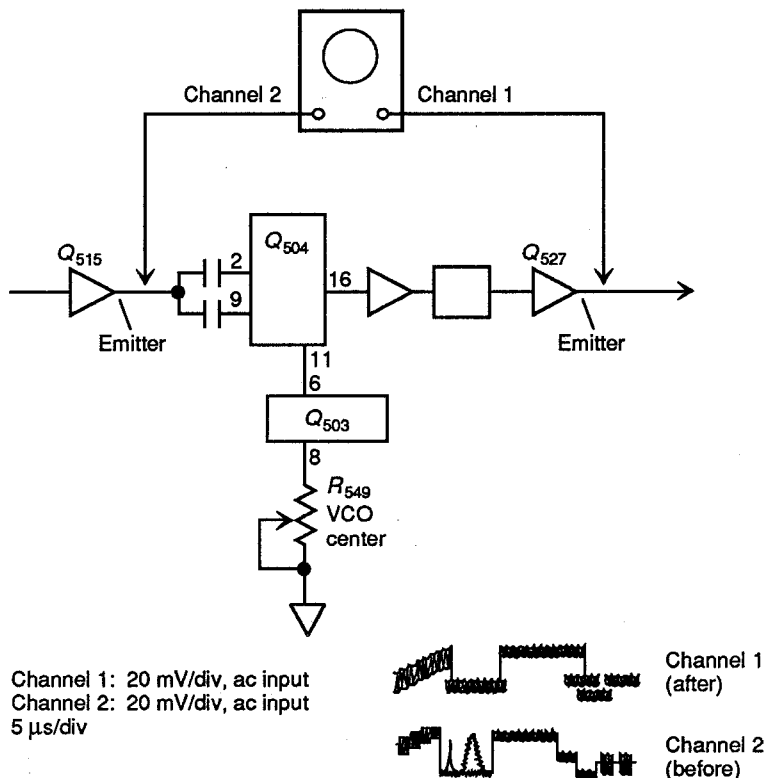 Channel 2
Channel 1
Q515
Q504
Q527
2
9
16
Emitter
Emitter
11
6
Q503
8
R549
VCO
center
Channel 1: 20 mV/div, ac input
Channel 2: 20 mV/div, ac input
5 μs/div
Channel 1
(after)
Channel 2
(before)